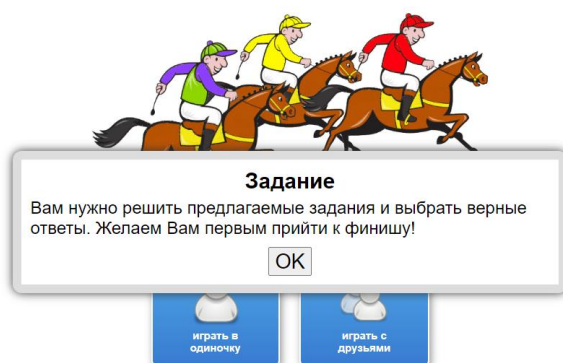 Задание
Вам нужно решить предлагаемые задания и выбрать верные
ответы. Желаем Вам первым прийти к финишу!
OK
играть в
одиночку
играть с
друзьями